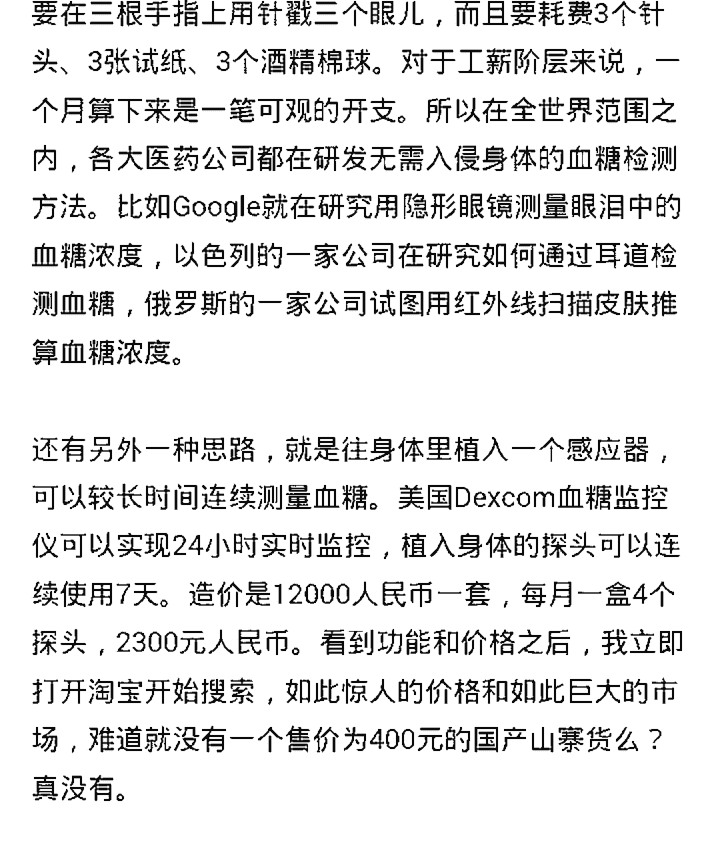 要在三根手指上用针戳三个眼儿，而且要耗费3个针
头、3张试纸、3个酒精棉球。对于工薪阶层来说，一
个月算下来是一笔可观的开支。所以在全世界范围之
内，各大医药公司都在研发无需入侵身体的血糖检测
方法。比如Google就在研究用隐形眼镜测量眼泪中的
血糖浓度，以色列的一家公司在研究如何通过耳道检
测血糖，俄罗斯的一家公司试图用红外线扫描皮肤推
算血糖浓度。
还有另外一种思路，就是往身体里植入一个感应器，
可以较长时间连续测量血糖。美国Dexcom血糖监控
仪可以实现24小时实时监控，植入身体的探头可以连
续使用7天。造价是12000人民币一套，每月一盒4个
探头，2300元人民币。看到功能和价格之后，我立即
打开淘宝开始搜索，如此惊人的价格和如此巨大的市
场，难道就没有一个售价为400元的国产山寨货么？
真没有。